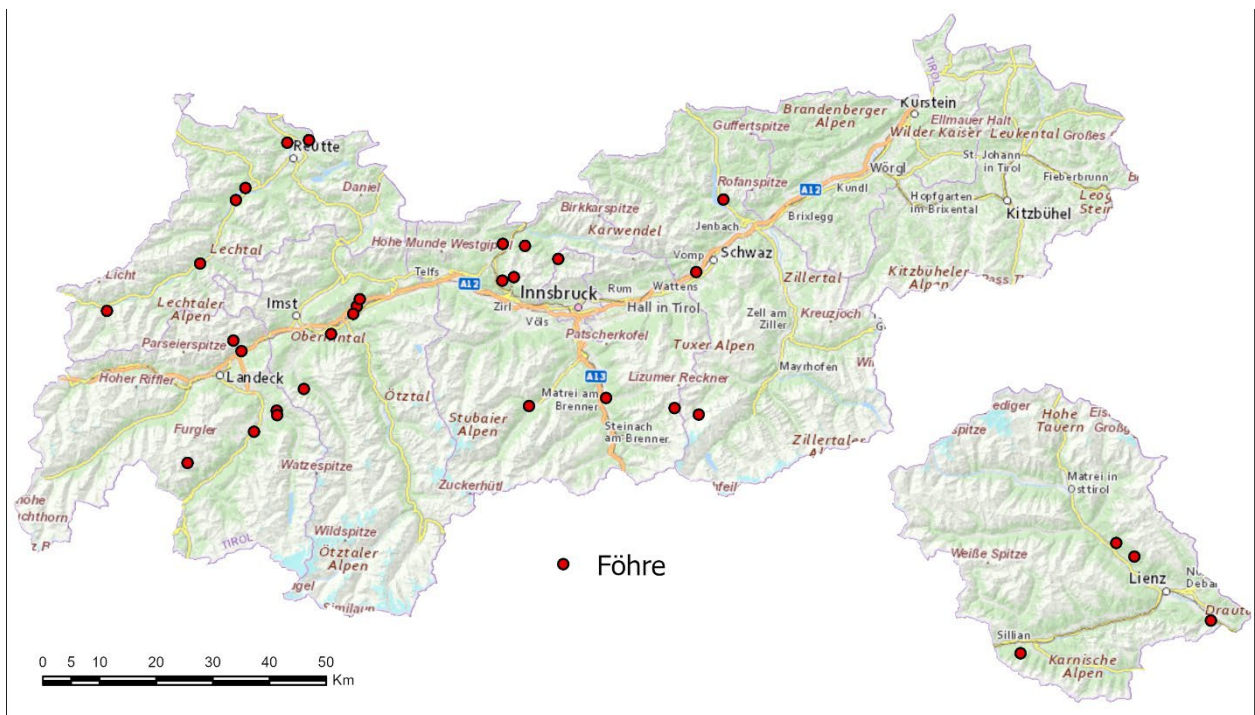 Kufstein
TIROL
Brandenberger
Alpen
Ellmauer Halt
Guffertspitze
Wilder Kaiser
Leukental
Großes
Reutte
St. Johann
in Tirol
Wörgl
Fieberbrunn
Daniel
Rofanspitze
A12
Kundl
Hopfgarten
im Brixental
Kitzbühel
Birkkarspitze
Brixlegg
Jenbach
Karwendel
Lechtal
Hohe Munde Westgipfel
Vomp
Schwaz
Licht
Telfs
Zillertal
Kitzbüheler
Alpen
A12
Innsbruck
Rum
Wattens
Lechtaler
Alpen
Imst
Zirl
Hall in Tirol
Völs
Zell am
Ziller
Kreuzjoch
Parseierspitze
Oberinntal
Patscherkofel
Tuxer Alpen
Hoher Riffler
Landeck
A13
Lizumer Reckner
Mayrhofen
Ötztal
Matrei am
Brenner
Stubaier
Alpen
Furgler
Steinach
am Brenner
Zillertaler
Watzespitze
Zuckerhütl
Hohe
Tauern
Matrei in
Osttirol
TIROL
Wildspitze
Ötztaler
Alpen
Weiße Spitze
Föhre
Lienz
Sillian
Karnische
Alpen
0 5 10 20 30 40 50
Km